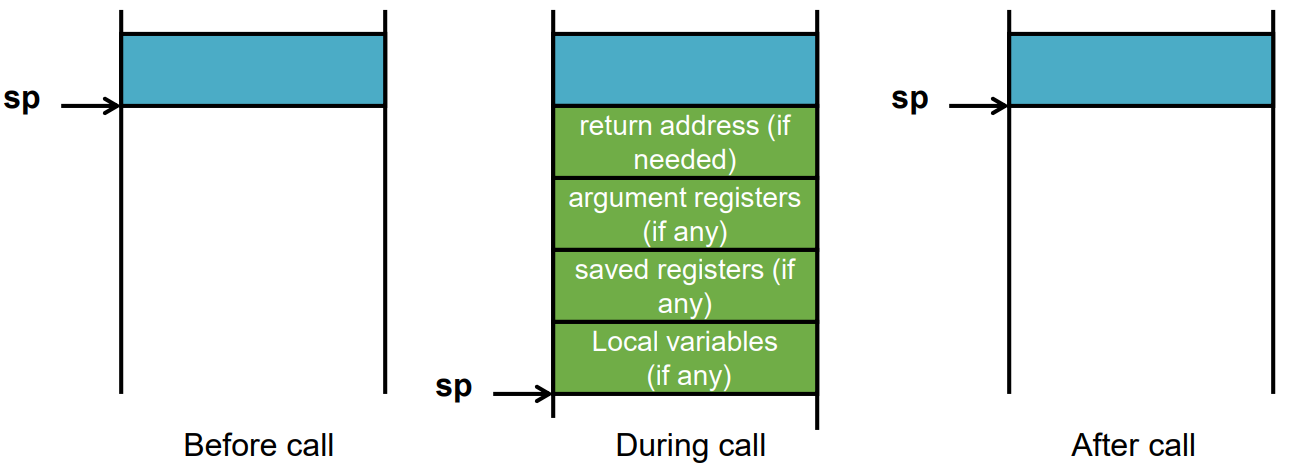 sp
Before call
return address (if
needed)
argument registers
(if any)
saved registers (if
any)
Local variables
(if any)
sp
During call
sp
After call